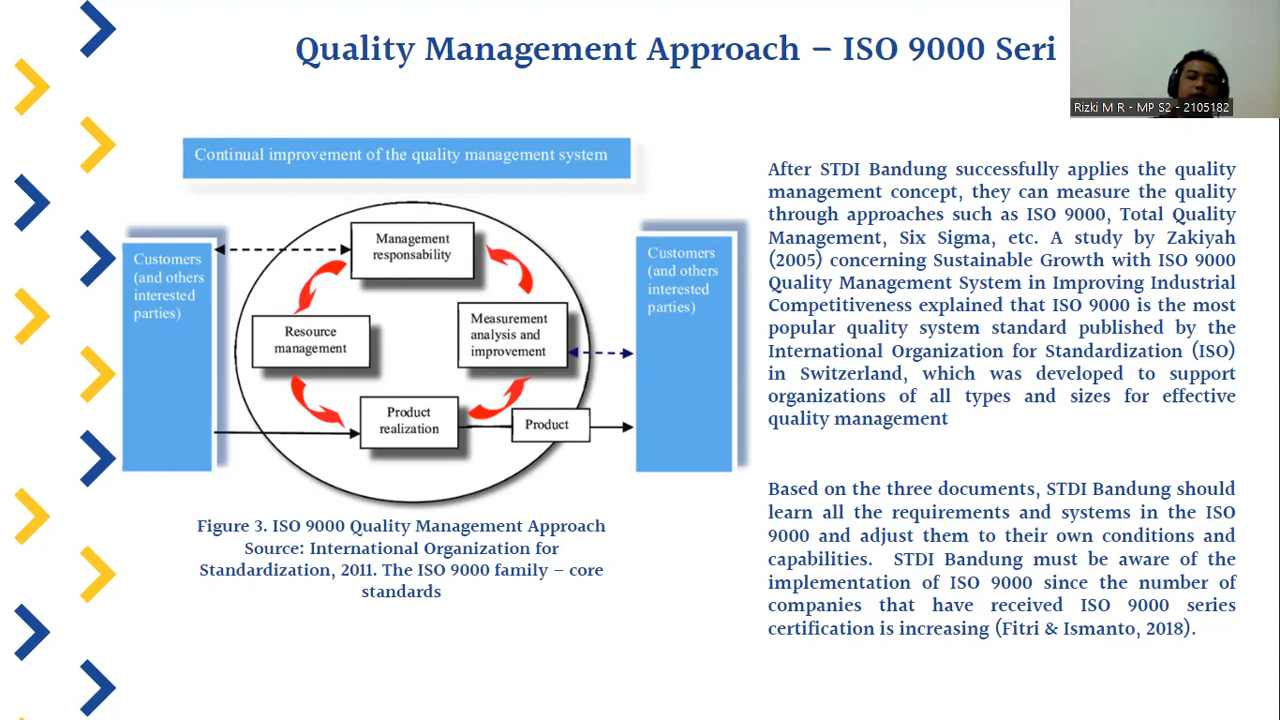 Quality Management Approach – ISO 9000 Seri
Rizki M R - MP S2 - 2105182
Continual improvement of the quality management system
Customers
(and others
interested
parties)
Management
responsability
Resource
management
Measurement
analysis and
improvement
Product
realization
Product
Customers
(and others
interested
parties)
Figure 3. ISO 9000 Quality Management Approach
Source: International Organization for
Standardization, 2011. The ISO 9000 family – core
standards
After STDI Bandung successfully applies the quality
management concept, they can measure the quality
through approaches such as ISO 9000, Total Quality
Management, Six Sigma, etc. A study by Zakiyah
(2005) concerning Sustainable Growth with ISO 9000
Quality Management System in Improving Industrial
Competitiveness explained that ISO 9000 is the most
popular quality system standard published by the
International Organization for Standardization (ISO)
in Switzerland, which was developed to support
organizations of all types and sizes for effective
quality management
Based on the three documents, STDI Bandung should
learn all the requirements and systems in the ISO
9000 and adjust them to their own conditions and
capabilities. STDI Bandung must be aware of the
implementation of ISO 9000 since the number of
companies that have received ISO 9000 series
certification is increasing (Fitri & Ismanto, 2018).